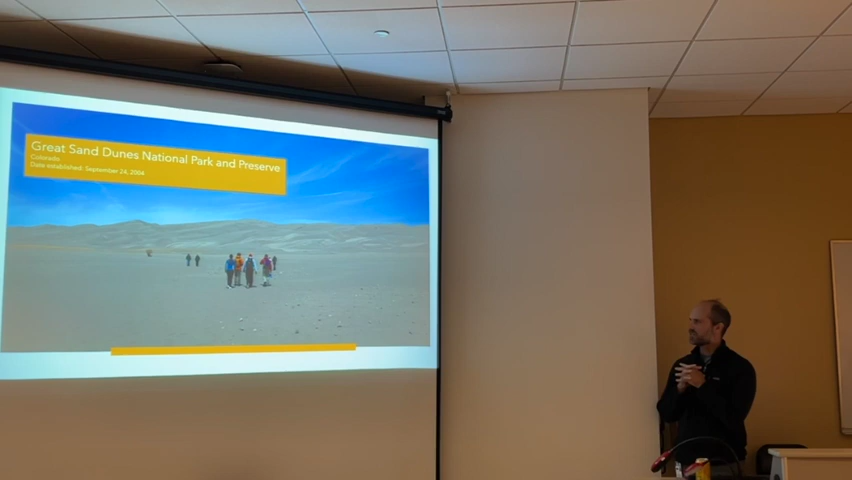 Great Sand Dunes National Park and Preserve
Colorado
Date established: September 24, 2004